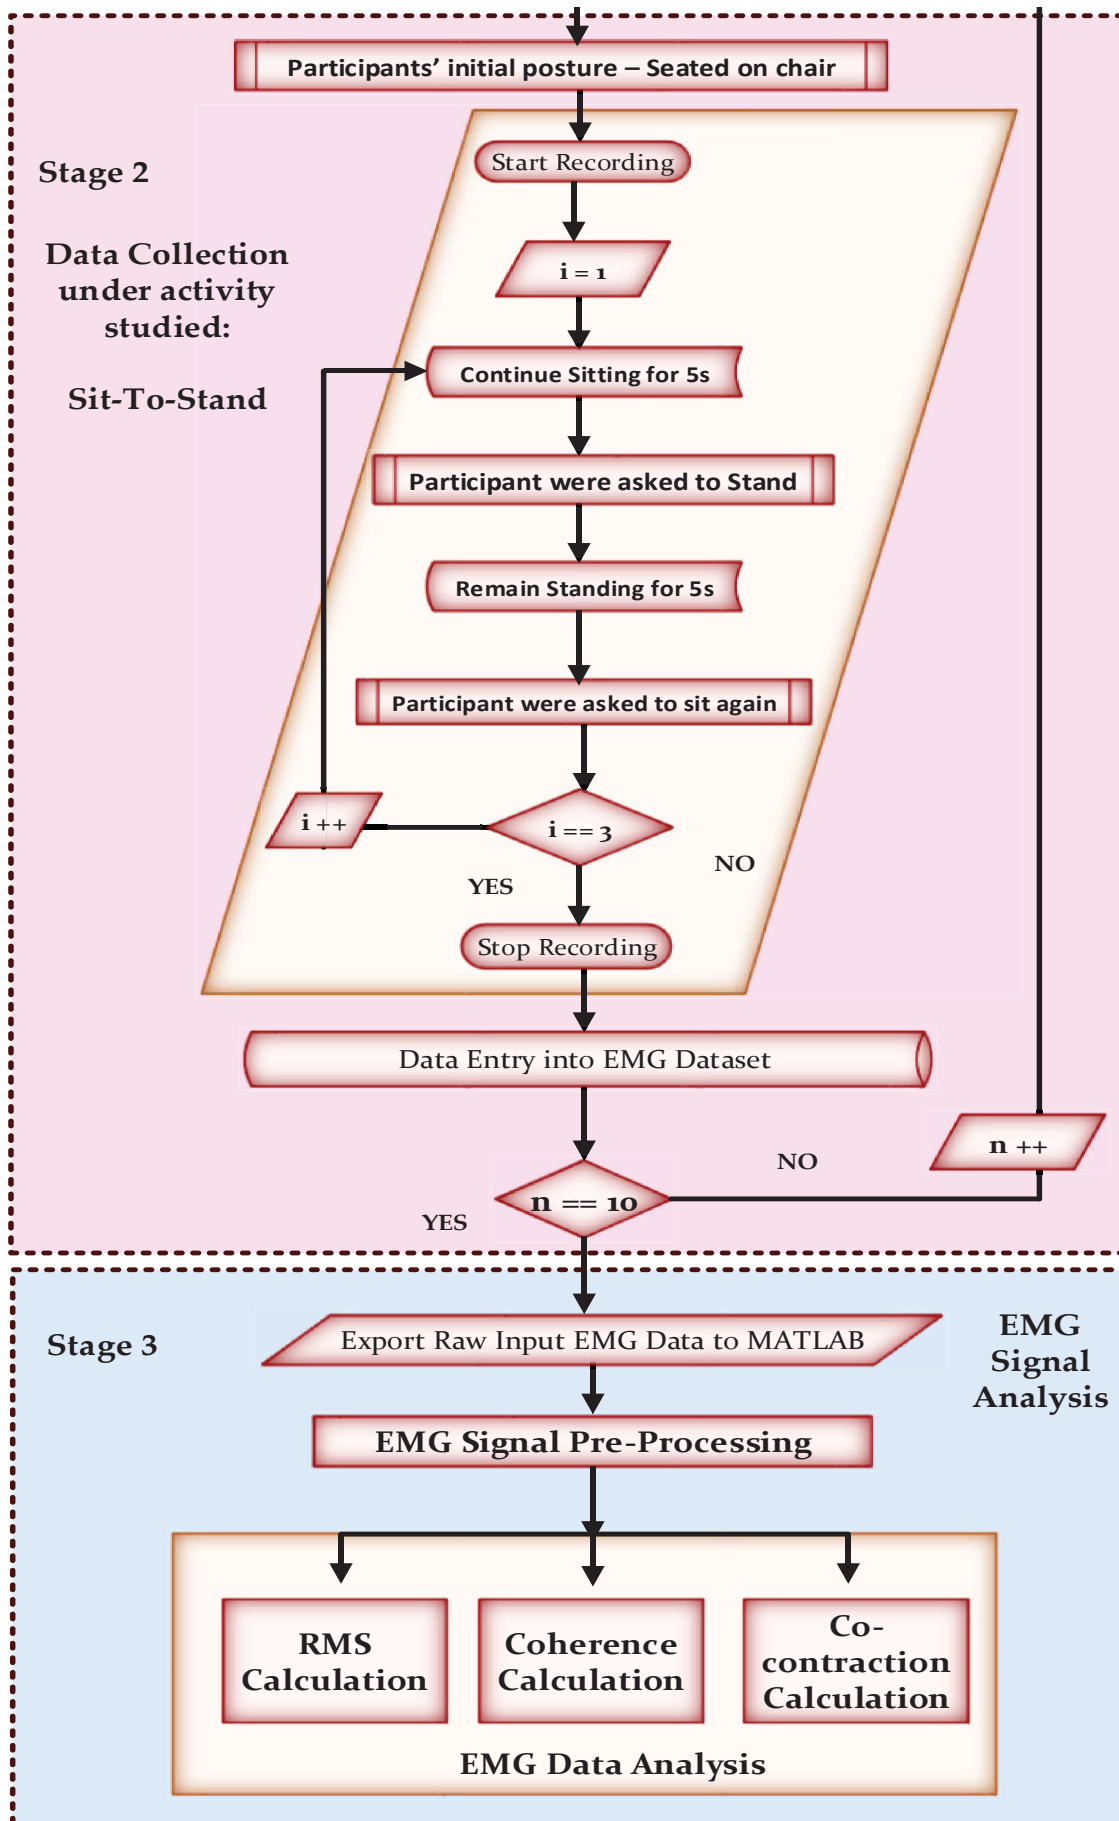 Participants’ initial posture – Seated on chair
Stage 2
Start Recording
Data Collection
under activity
studied:
i = 1
Sit-To-Stand
Continue Sitting for 5s
Participant were asked to Stand
Remain Standing for 5s
Participant were asked to sit again
i ++
i == 3
NO
YES
Stop Recording
Data Entry into EMG Dataset
n ++
NO
n == 10
YES
Stage 3
Export Raw Input EMG Data to MATLAB
EMG
Signal
Analysis
EMG Signal Pre-Processing
RMS
Calculation
Coherence
Calculation
Co-
contraction
Calculation
EMG Data Analysis